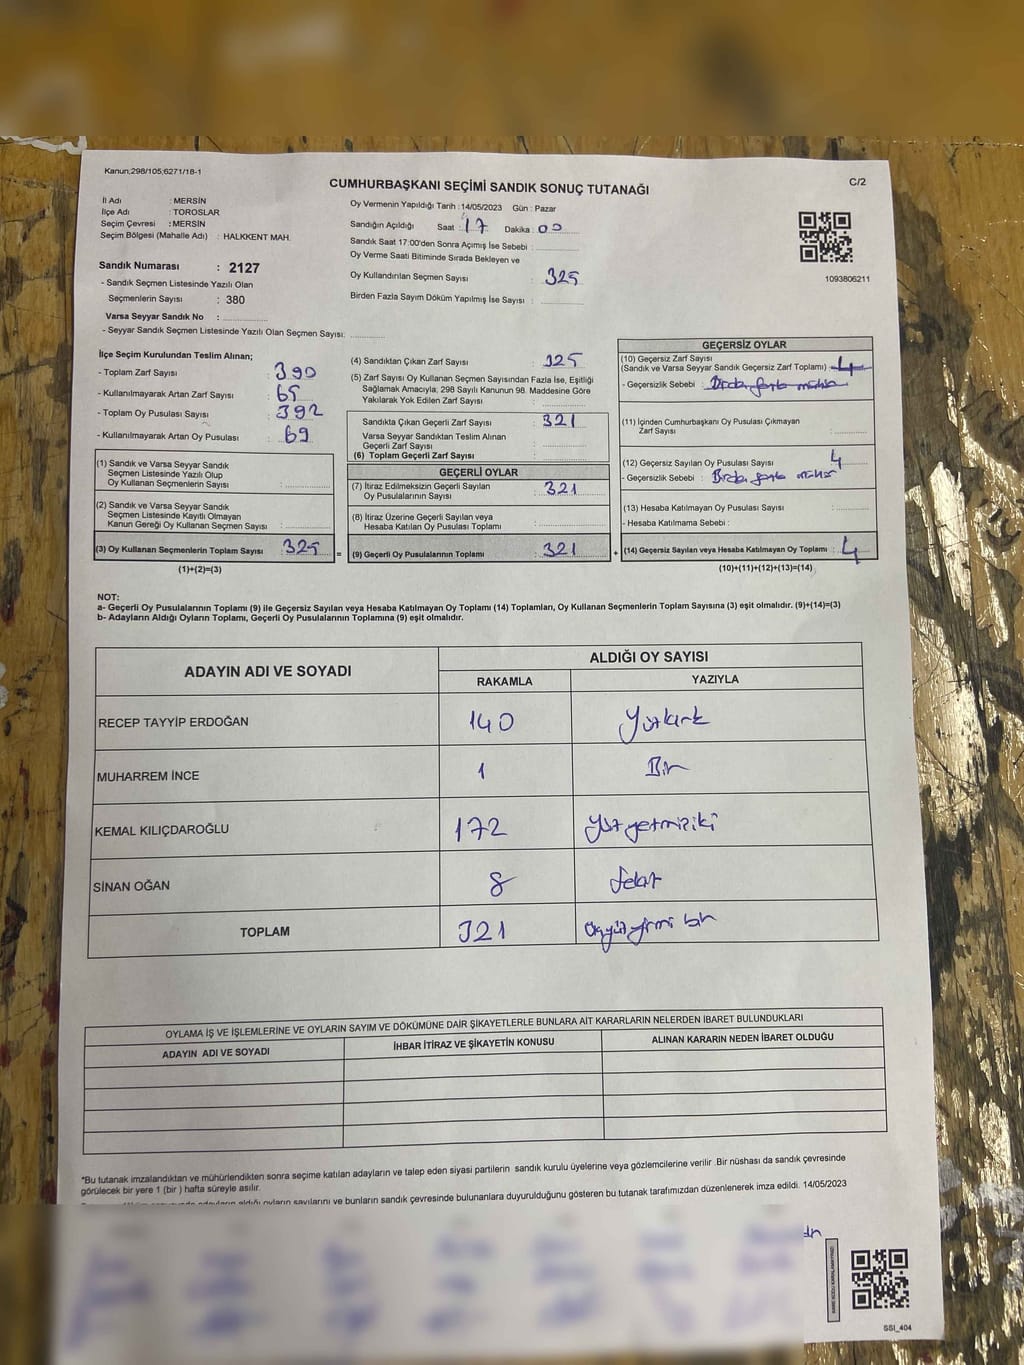 Kanun;298/105;6271/18-1
CUMHURBAŞKANI SEÇİMİ SANDIK SONUÇ TUTANAĞI
C/2
İl Adı : MERSİN
İlçe Adı : TOROSLAR
Seçim Çevresi : MERSİN
Seçim Bölgesi (Mahalle Adı) : HALKKENT MAH.
Sandık Numarası : 2127
- Sandık Seçmen Listesinde Yazılı Olan
Seçmenlerin Sayısı : 380
Varsa Seyyar Sandık No :
- Seyyar Sandık Seçmen Listesinde Yazılı Olan Seçmen Sayısı:
Oy Vermenin Yapıldığı Tarih : 14/05/2023 Gün : Pazar
Sandığın Açıldığı Saat : 17 Dakika : 00
Sandık Saat 17:00'den Sonra Açımış İse Sebebi :
Oy Verme Saati Bitiminde Sırada Bekleyen ve
Oy Kullandırılan Seçmen Sayısı : 325
Birden Fazla Sayım Döküm Yapılmış İse Sayısı :
1093806211
İlçe Seçim Kurulundan Teslim Alınan;
- Toplam Zarf Sayısı : 390
- Kullanılmayarak Artan Zarf Sayısı : 65
- Toplam Oy Pusulası Sayısı : 392
- Kullanılmayarak Artan Oy Pusulası : 69
(1) Sandık ve Varsa Seyyar Sandık
Seçmen Listesinde Yazılı Olup
Oy Kullanan Seçmenlerin Sayısı :
(2) Sandık ve Varsa Seyyar Sandık
Seçmen Listesinde Kayıtlı Olmayan
Kanun Gereği Oy Kullanan Seçmen Sayısı :
(3) Oy Kullanan Seçmenlerin Toplam Sayısı : 325 =
(1)+(2)=(3)
(4) Sandıktan Çıkan Zarf Sayısı : 325
(5) Zarf Sayısı Oy Kullanan Seçmen Sayısından Fazla İse, Eşitliği
Sağlamak Amacıyla; 298 Sayılı Kanunun 98. Maddesine Göre
Yakılarak Yok Edilen Zarf Sayısı :
Sandıkta Çıkan Geçerli Zarf Sayısı : 321
Varsa Seyyar Sandıktan Teslim Alınan
Geçerli Zarf Sayısı :
(6) Toplam Geçerli Zarf Sayısı :
GEÇERLİ OYLAR
(7) İtiraz Edilmeksizin Geçerli Sayılan
Oy Pusulalarının Sayısı : 321
(8) İtiraz Üzerine Geçerli Sayılan veya
Hesaba Katılan Oy Pusulası Toplamı :
(9) Geçerli Oy Pusulalarının Toplamı : 321 +
GEÇERSİZ OYLAR
(10) Geçersiz Zarf Sayısı
(Sandık ve Varsa Seyyar Sandık Geçersiz Zarf Toplamı) : 4
- Geçersizlik Sebebi : Birden fazla mühür
(11) İçinden Cumhurbaşkanı Oy Pusulası Çıkmayan
Zarf Sayısı :
(12) Geçersiz Sayılan Oy Pusulası Sayısı : 4
- Geçersizlik Sebebi : Birden fazla mühür
(13) Hesaba Katılmayan Oy Pusulası Sayısı :
- Hesaba Katılmama Sebebi :
(14) Geçersiz Sayılan veya Hesaba Katılmayan Oy Toplamı : 4
(10)+(11)+(12)+(13)=(14)
NOT:
a- Geçerli Oy Pusulalarının Toplamı (9) ile Geçersiz Sayılan veya Hesaba Katılmayan Oy Toplamı (14) Toplamları, Oy Kullanan Seçmenlerin Toplam Sayısına (3) eşit olmalıdır. (9)+(14)=(3)
b- Adayların Aldığı Oyların Toplamı, Geçerli Oy Pusulalarının Toplamına (9) eşit olmalıdır.
ADAYIN ADI VE SOYADI
ALDIĞI OY SAYISI
RAKAMLA
YAZIYLA
RECEP TAYYİP ERDOĞAN 140 Yüzkırk
MUHARREM İNCE 1 Bir
KEMAL KILIÇDAROĞLU 172 Yüzyetmişiki
SİNAN OĞAN 8 Sekiz
TOPLAM 321 Üçyüzyirmi bir
OYLAMA İŞ VE İŞLEMLERİNE VE OYLARIN SAYIM VE DÖKÜMÜNE DAİR ŞİKAYETLERLE BUNLARA AİT KARARLARIN NELERDEN İBARET BULUNDUKLARI
ADAYIN ADI VE SOYADI
İHBAR İTİRAZ VE ŞİKAYETİN KONUSU
ALINAN KARARIN NEDEN İBARET OLDUĞU
*Bu tutanak imzalandıktan ve mühürlendikten sonra seçime katılan adayların ve talep eden siyasi partilerin sandık kurulu üyelerine veya gözlemcilerine verilir .Bir nüshası da sandık çevresinde
görülecek bir yere 1 (bir ) hafta süreyle asılır.
adayların aldığı oyların sayılarını ve bunların sandık çevresinde bulunanlara duyurulduğunu gösteren bu tutanak tarafımızdan düzenlenerek imza edildi. 14/05/2023
SSI_404